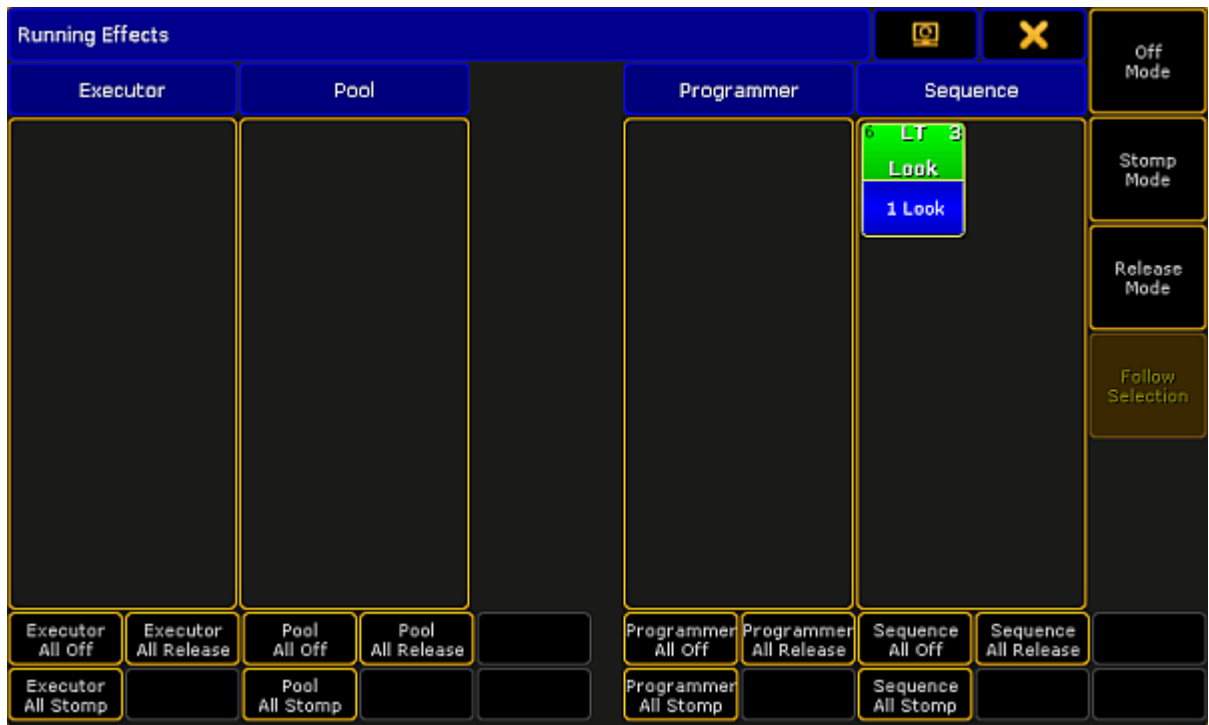 Running Effects
Off
Mode
Executor
Pool
Programmer
Sequence
6 LT 3
Look
1 Look
Stomp
Mode
Release
Mode
Follow
Selection
Executor
All Off
Executor
All Release
Pool
All Off
Pool
All Release
Programmer
All Off
Programmer
All Release
Sequence
All Off
Sequence
All Release
Executor
All Stomp
Pool
All Stomp
Programmer
All Stomp
Sequence
All Stomp